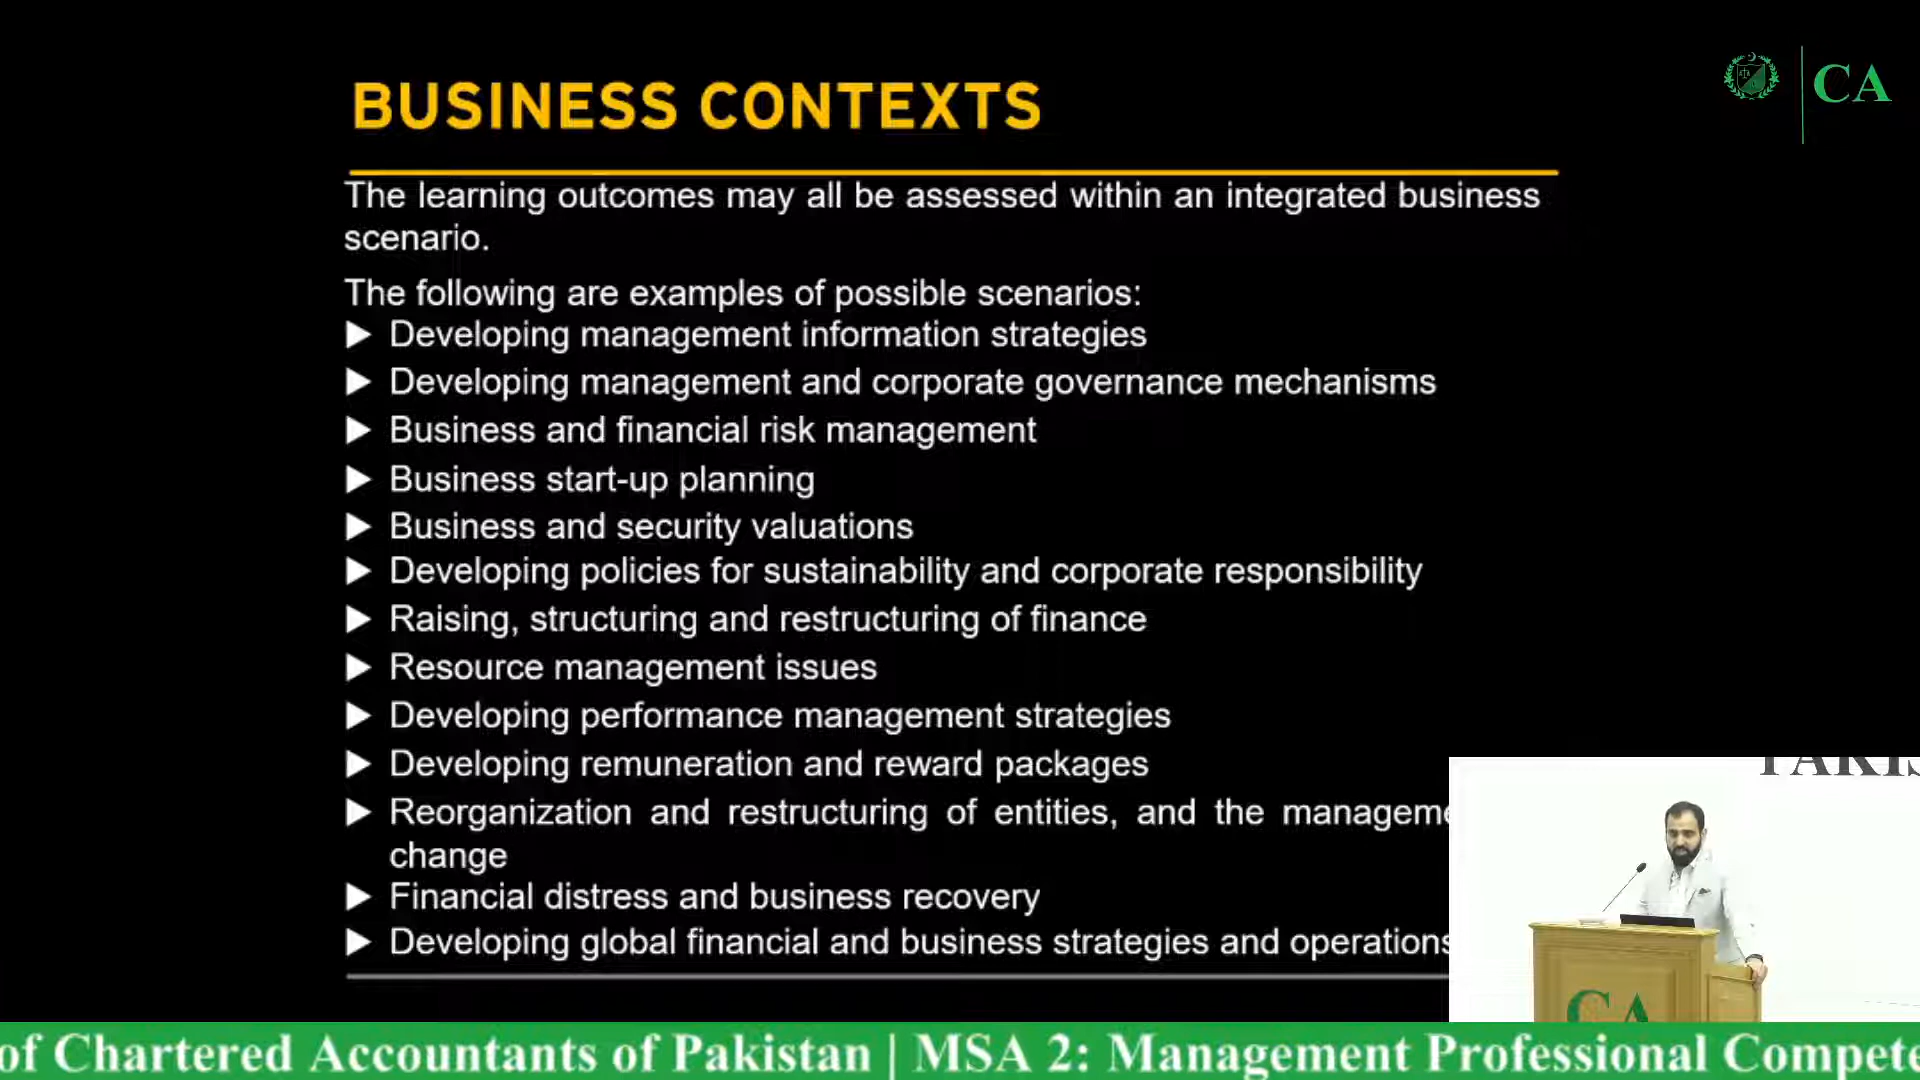 BUSINESS CONTEXTS
CA
The learning outcomes may all be assessed within an integrated business
scenario.
The following are examples of possible scenarios:
Developing management information strategies
Developing management and corporate governance mechanisms
Business and financial risk management
Business start-up planning
Business and security valuations
Developing policies for sustainability and corporate responsibility
Raising, structuring and restructuring of finance
Resource management issues
Developing performance management strategies
Developing remuneration and reward packages
Reorganization and restructuring of entities, and the manageme
change
Financial distress and business recovery
Developing global financial and business strategies and operations
PAKIS
CA
of Chartered Accountants of Pakistan | MSA 2: Management Professional Compete